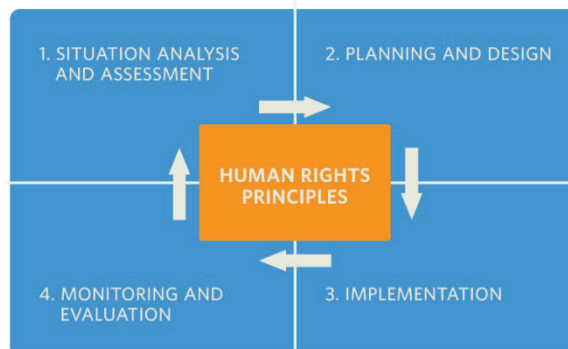 1. SITUATION ANALYSIS
AND ASSESSMENT
2. PLANNING AND DESIGN
HUMAN RIGHTS
PRINCIPLES
4. MONITORING AND
EVALUATION
3. IMPLEMENTATION